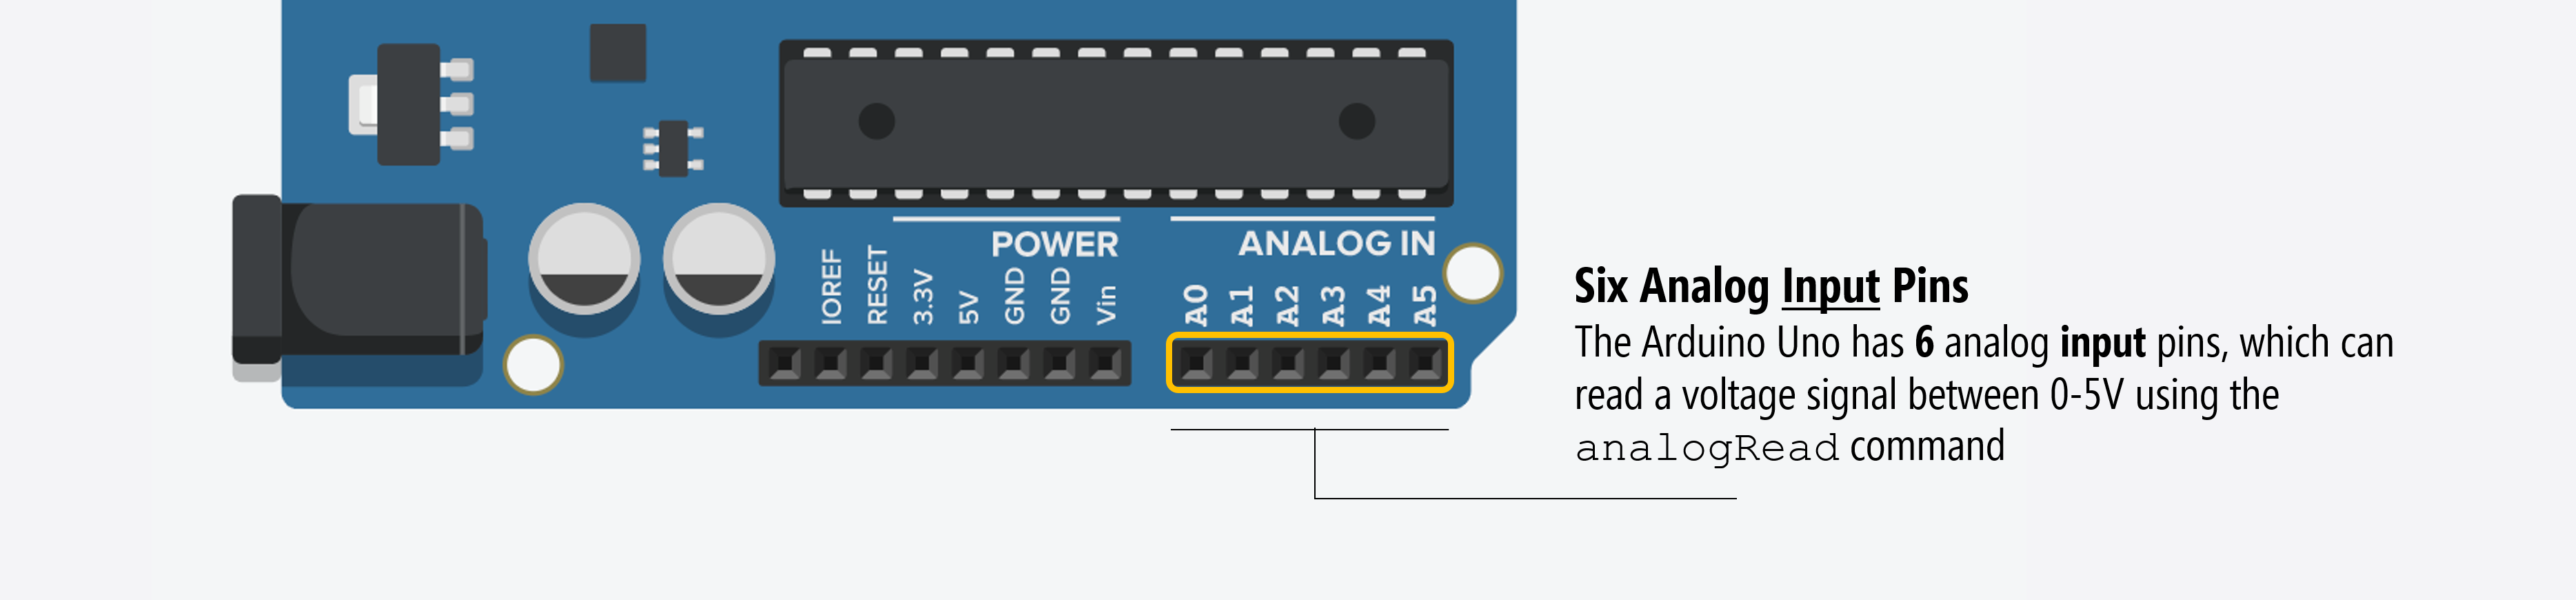 POWER
IOREF
RESET
3.3V
5V
GND
GND
Vin
ANALOG IN
A0
A1
A2
A3
A4
A5
Six Analog Input Pins
The Arduino Uno has 6 analog input pins, which can
read a voltage signal between 0-5V using the
analogRead command